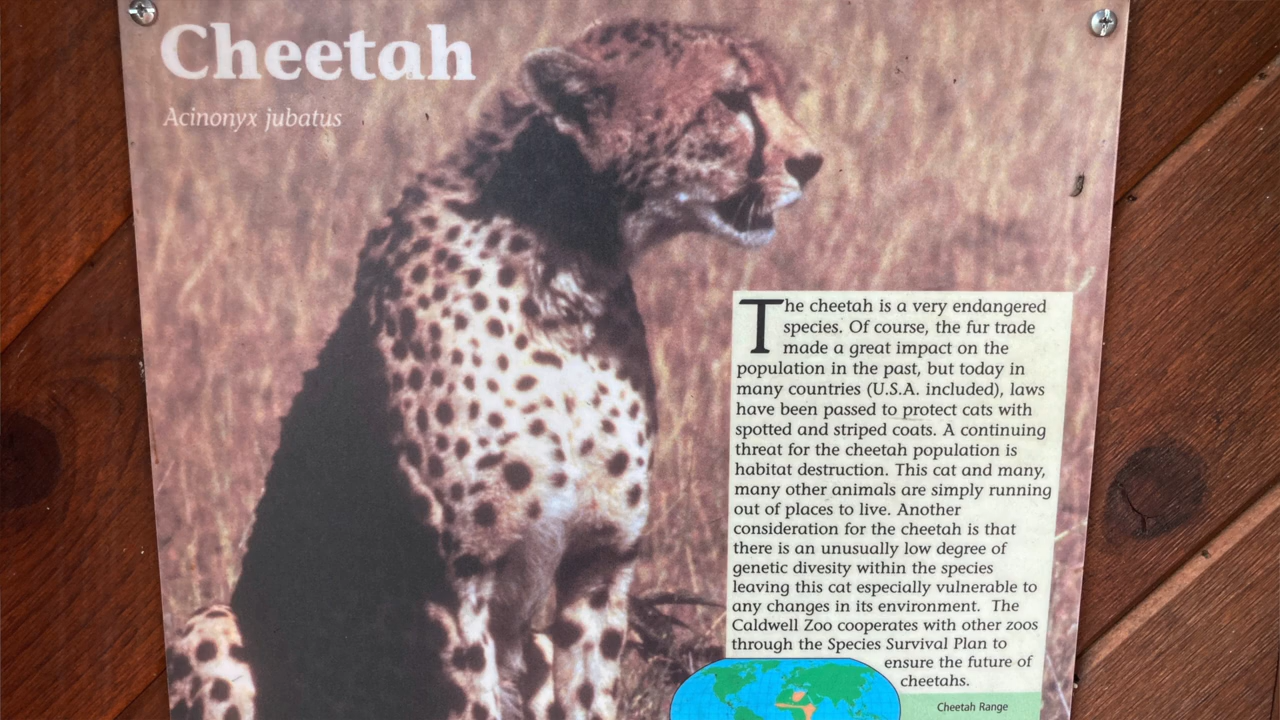 Cheetah
Acinonyx jubatus
The cheetah is a very endangered
species. Of course, the fur trade
made a great impact on the
population in the past, but today in
many countries (U.S.A. included), laws
have been passed to protect cats with
spotted and striped coats. A continuing
threat for the cheetah population is
habitat destruction. This cat and many,
many other animals are simply running
out of places to live. Another
consideration for the cheetah is that
there is an unusually low degree of
genetic divesity within the species
leaving this cat especially vulnerable to
any changes in its environment. The
Caldwell Zoo cooperates with other zoos
through the Species Survival Plan to
ensure the future of
cheetahs.
Cheetah Range